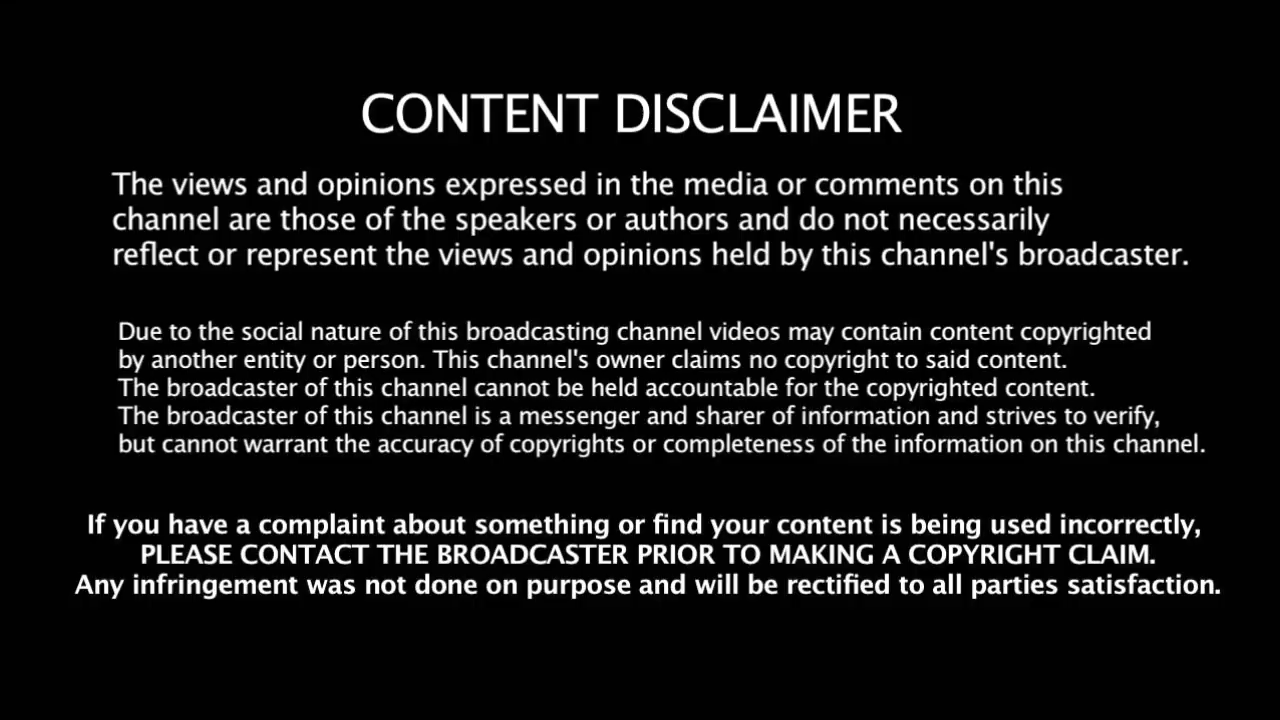 CONTENT DISCLAIMER
The views and opinions expressed in the media or comments on this
channel are those of the speakers or authors and do not necessarily
reflect or represent the views and opinions held by this channel's broadcaster.
Due to the social nature of this broadcasting channel videos may contain content copyrighted
by another entity or person. This channel's owner claims no copyright to said content.
The broadcaster of this channel cannot be held accountable for the copyrighted content.
The broadcaster of this channel is a messenger and sharer of information and strives to verify,
but cannot warrant the accuracy of copyrights or completeness of the information on this channel.
If you have a complaint about something or find your content is being used incorrectly,
PLEASE CONTACT THE BROADCASTER PRIOR TO MAKING A COPYRIGHT CLAIM.
Any infringement was not done on purpose and will be rectified to all parties satisfaction.